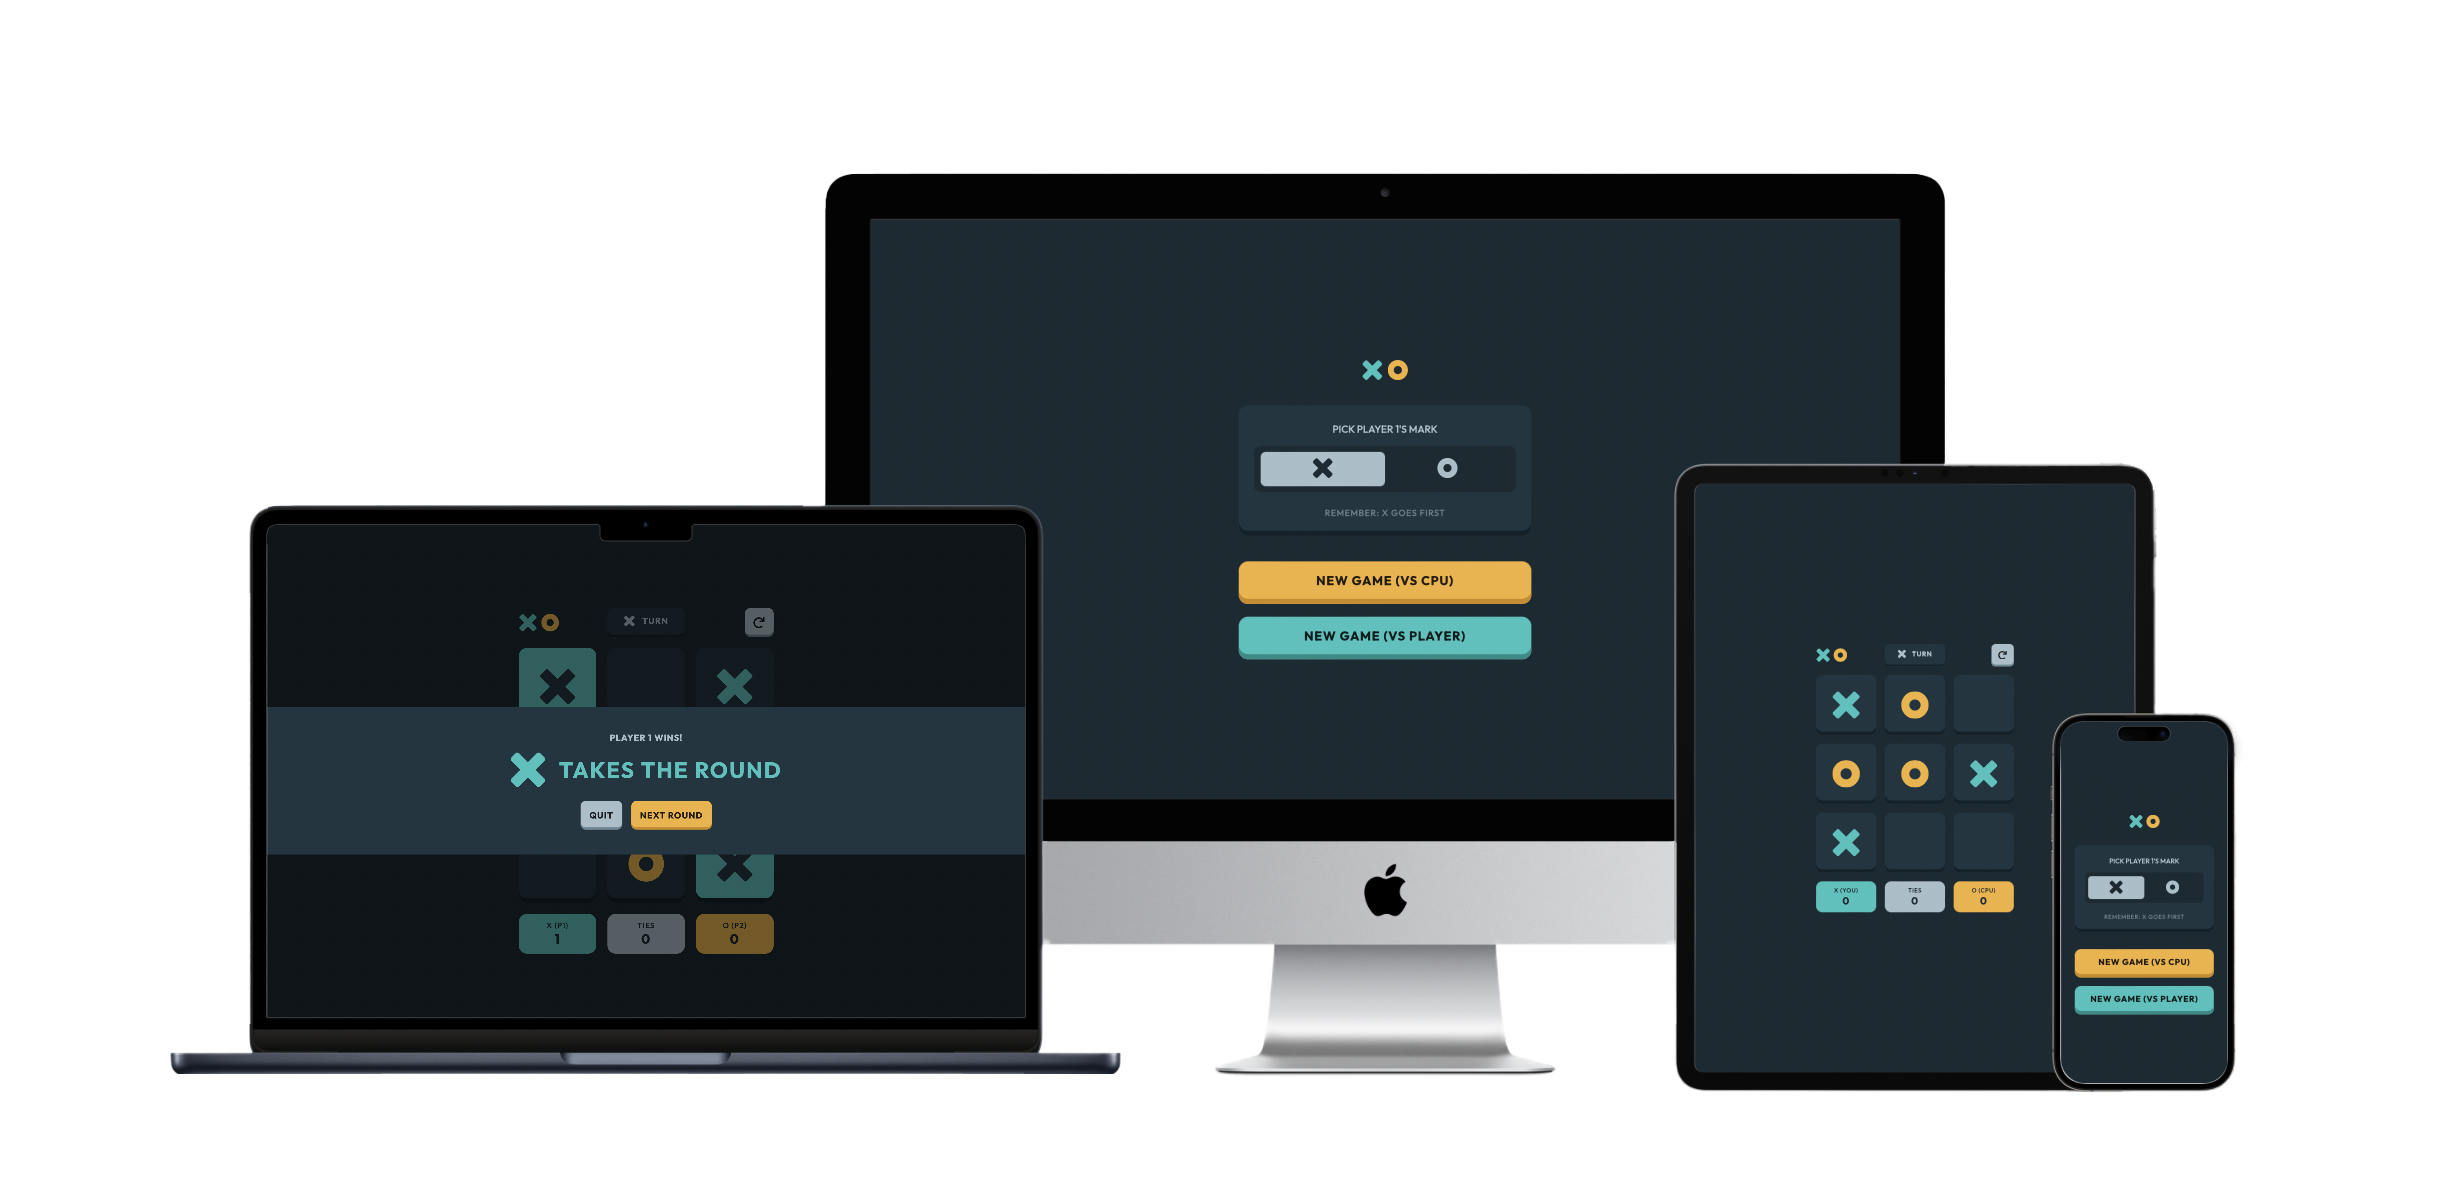 PICK PLAYER 1'S MARK
REMEMBER: X GOES FIRST
NEW GAME (VS CPU)
NEW GAME (VS PLAYER)
TURN
PLAYER 1 WINS!
TAKES THE ROUND
QUIT
NEXT ROUND
X (P1)
1
TIES
0
O (P2)
0
TURN
X (YOU)
0
TIES
0
O (CPU)
0
PICK PLAYER 1'S MARK
REMEMBER: X GOES FIRST
NEW GAME (VS CPU)
NEW GAME (VS PLAYER)